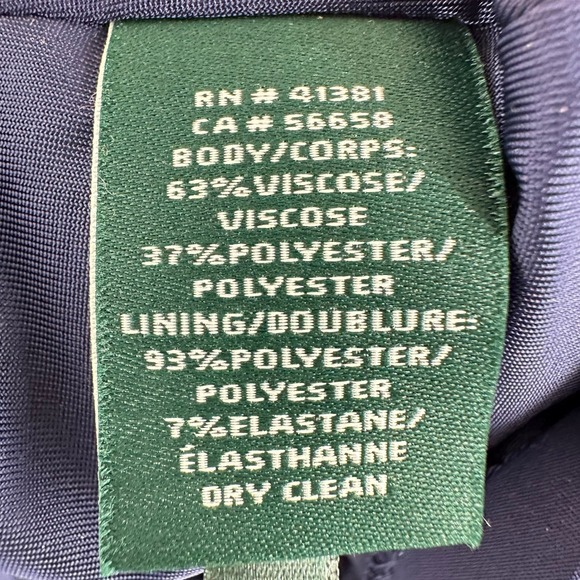 RN # 41381
CA # 56658
BODY/CORPS:
63%VISCOSE/
VISCOSE
37%POLYESTER/
POLYESTER
LINING/DOUBLURE:
93%POLYESTER/
POLYESTER
7%ELASTANE/
ÉLASTHANNE
DRY CLEAN